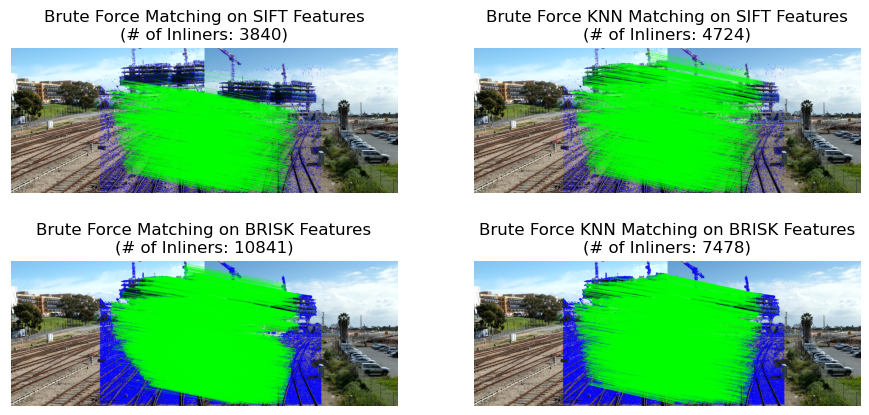 Brute Force Matching on SIFT Features
(# of Inliners: 3840)
Brute Force KNN Matching on SIFT Features
(# of Inliners: 4724)
Brute Force Matching on BRISK Features
(# of Inliners: 10841)
Brute Force KNN Matching on BRISK Features
(# of Inliners: 7478)